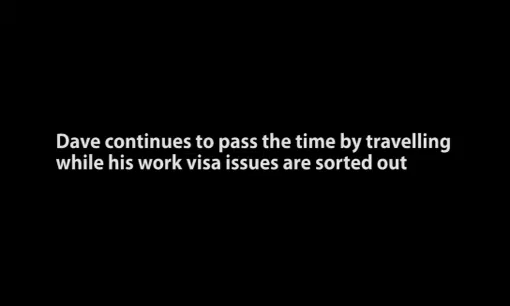 Dave continues to pass the time by travelling
while his work visa issues are sorted out